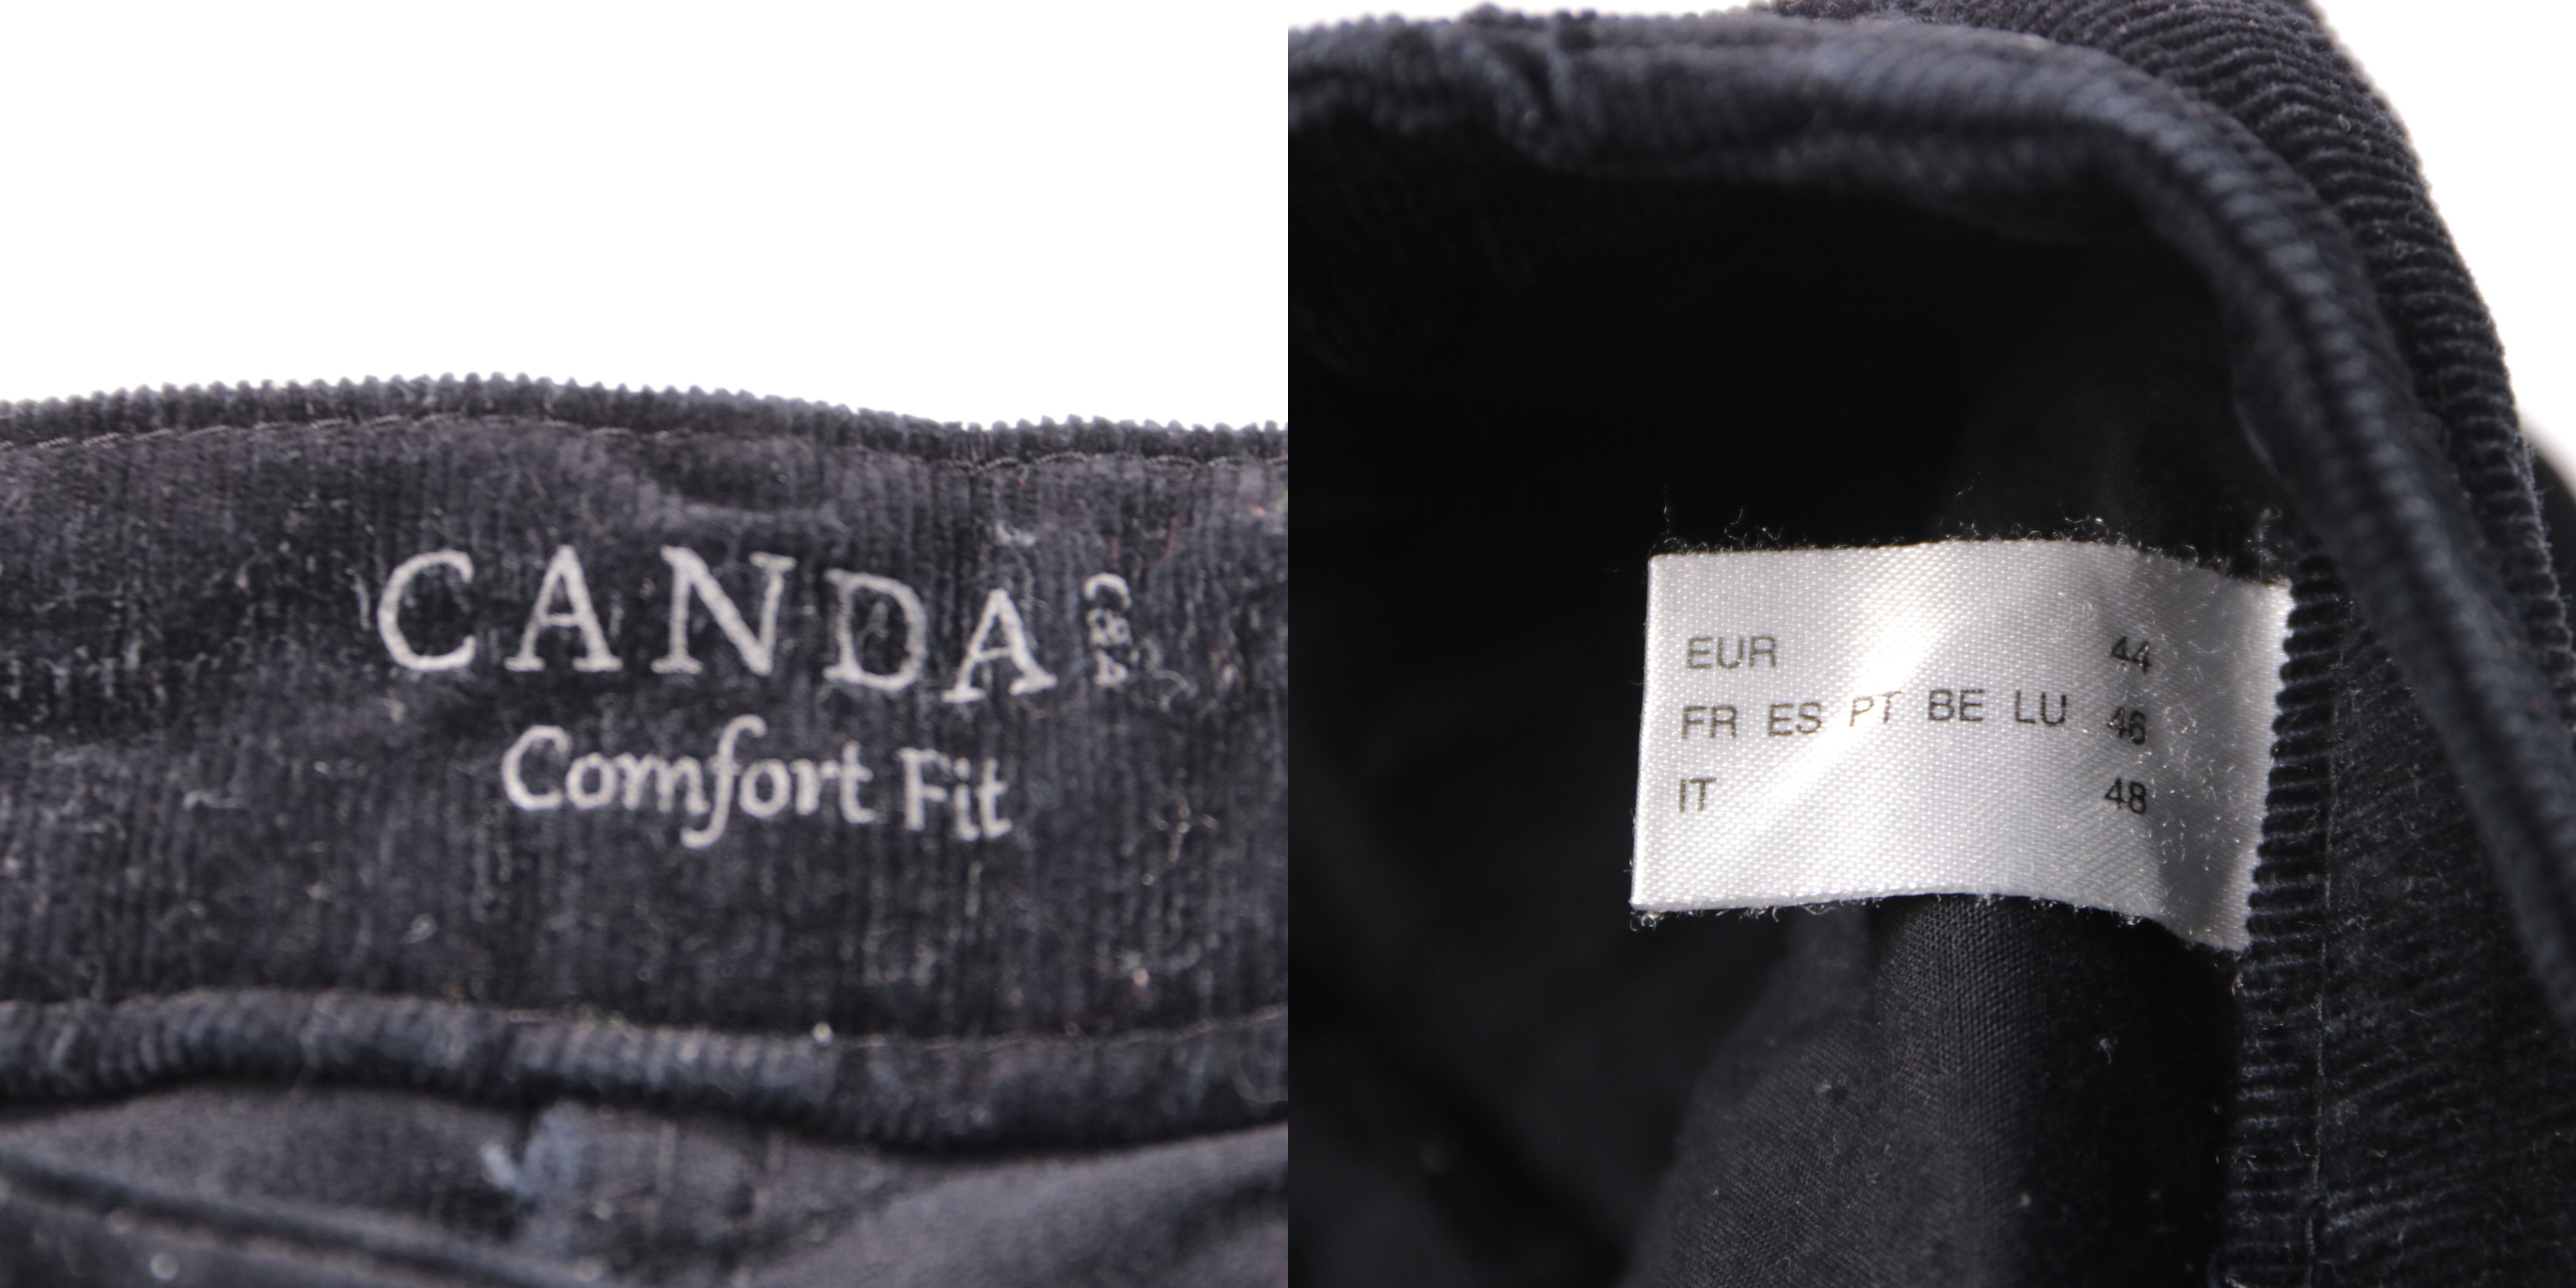 CANDA C&A
Comfort Fit
EUR 44
FR ES PT BE LU 46
IT 48